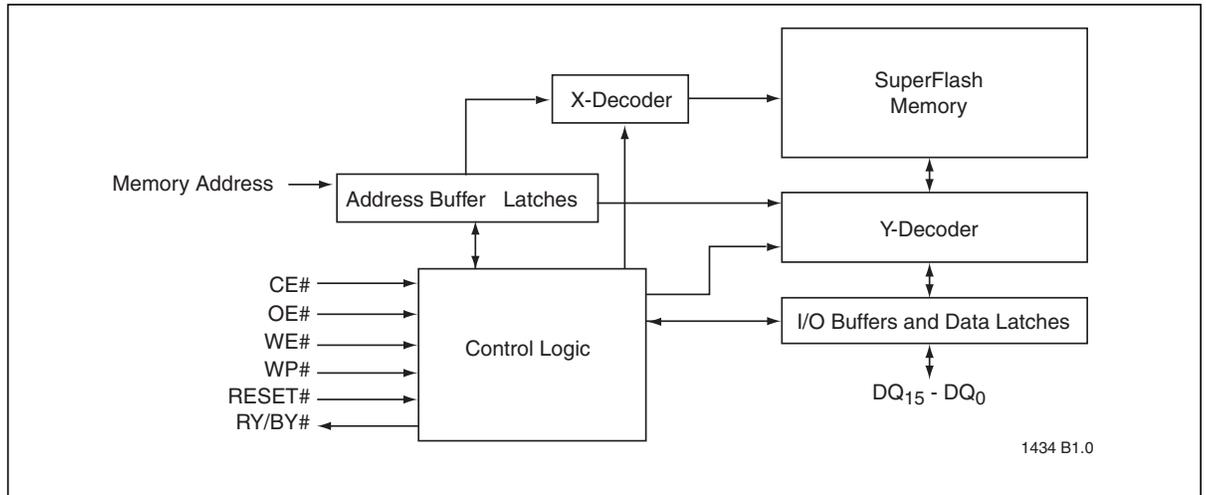 SuperFlash
Memory
X-Decoder
Memory Address
Address Buffer Latches
Y-Decoder
CE#
OE#
WE#
WP#
RESET#
RY/BY#
Control Logic
I/O Buffers and Data Latches
DQ15 - DQ0
1434 B1.0